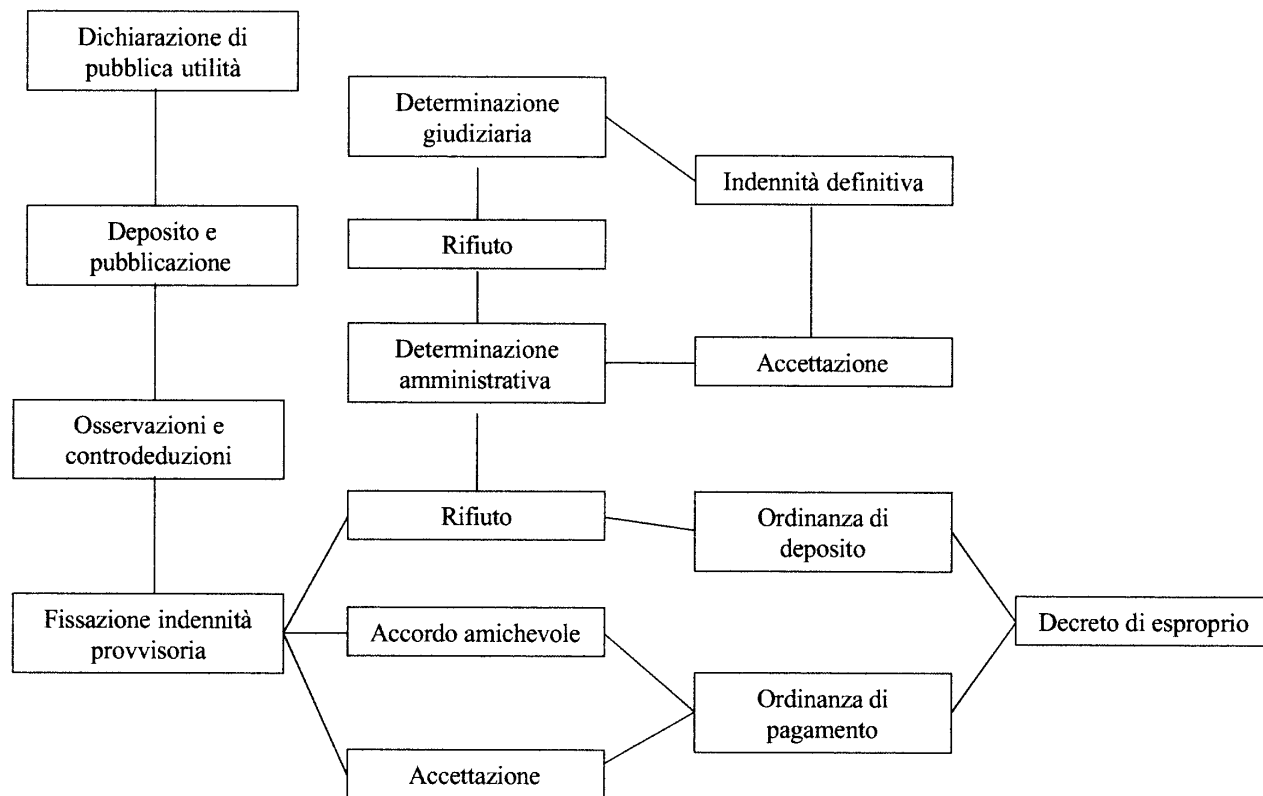 Dichiarazione di
pubblica utilità
Determinazione
giudiziaria
Indennità definitiva
Deposito e
pubblicazione
Rifiuto
Determinazione
amministrativa
Accettazione
Osservazioni e
controdeduzioni
Rifiuto
Ordinanza di
deposito
Fissazione indennità
provvisoria
Accordo amichevole
Decreto di esproprio
Ordinanza di
pagamento
Accettazione